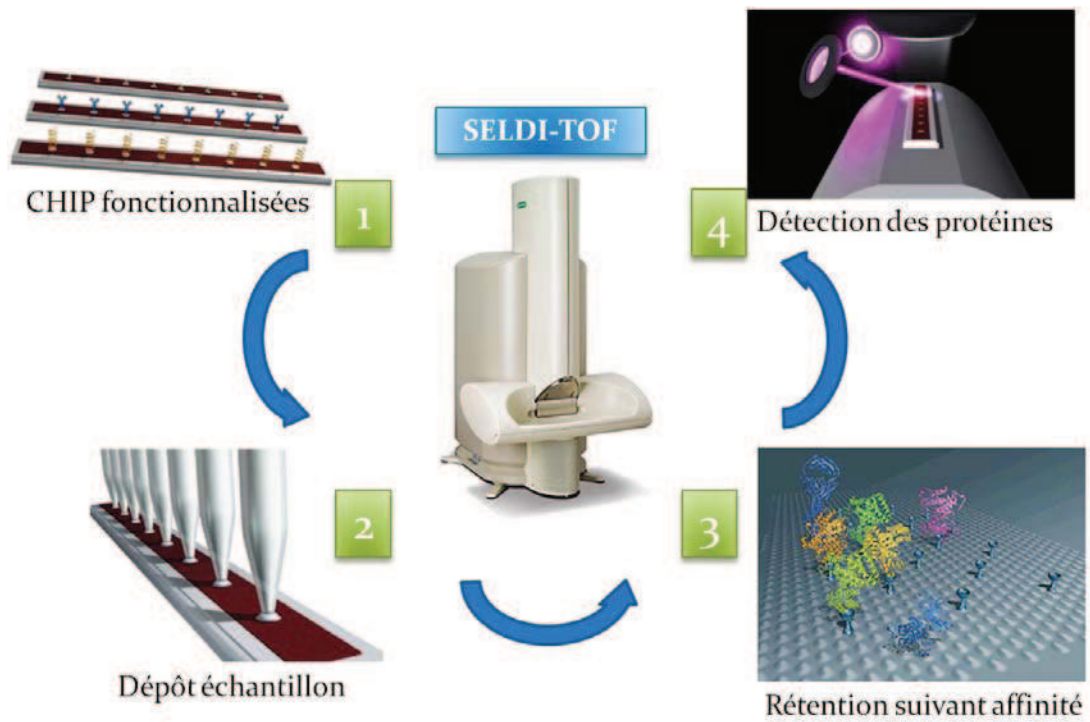 SELDI-TOF
CHIP fonctionnalisées
1
2
Dépôt échantillon
3
Rétention suivant affinité
4
Détection des protéines